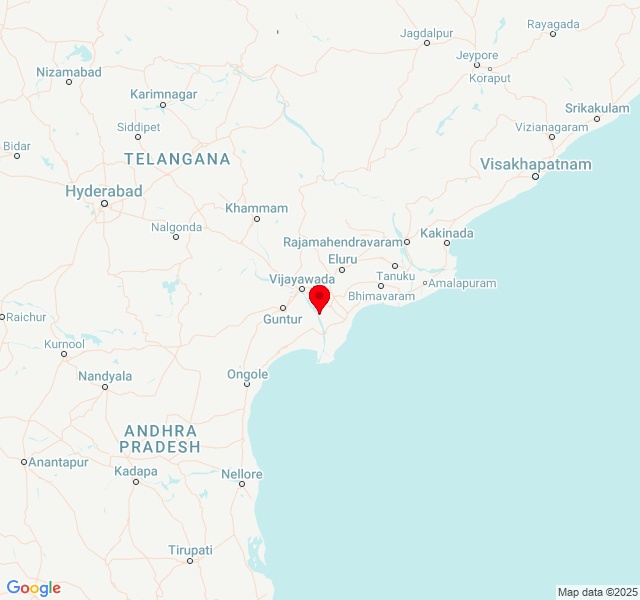 Rayagada
Jagdalpur
Jeypore
Koraput
Nizamabad
Karimnagar
Srikakulam
Siddipet
Vizianagaram
Bidar
TELANGANA
Visakhapatnam
Hyderabad
Khammam
Nalgonda
Rajamahendravaram
Kakinada
Eluru
Tanuku
Vijayawada
Amalapuram
Bhimavaram
Guntur
Raichur
Kurnool
Nandyala
Ongole
ANDHRA
PRADESH
Anantapur
Kadapa
Nellore
Tirupati
Google
Map data ©2025